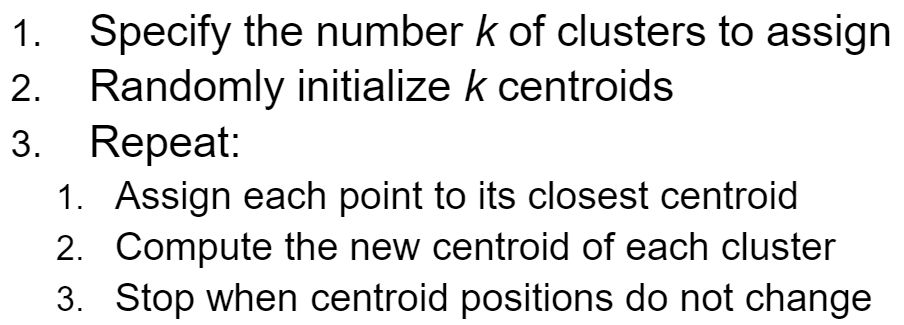 1. Specify the number k of clusters to assign
2. Randomly initialize k centroids
3. Repeat:
1. Assign each point to its closest centroid
2. Compute the new centroid of each cluster
3. Stop when centroid positions do not change